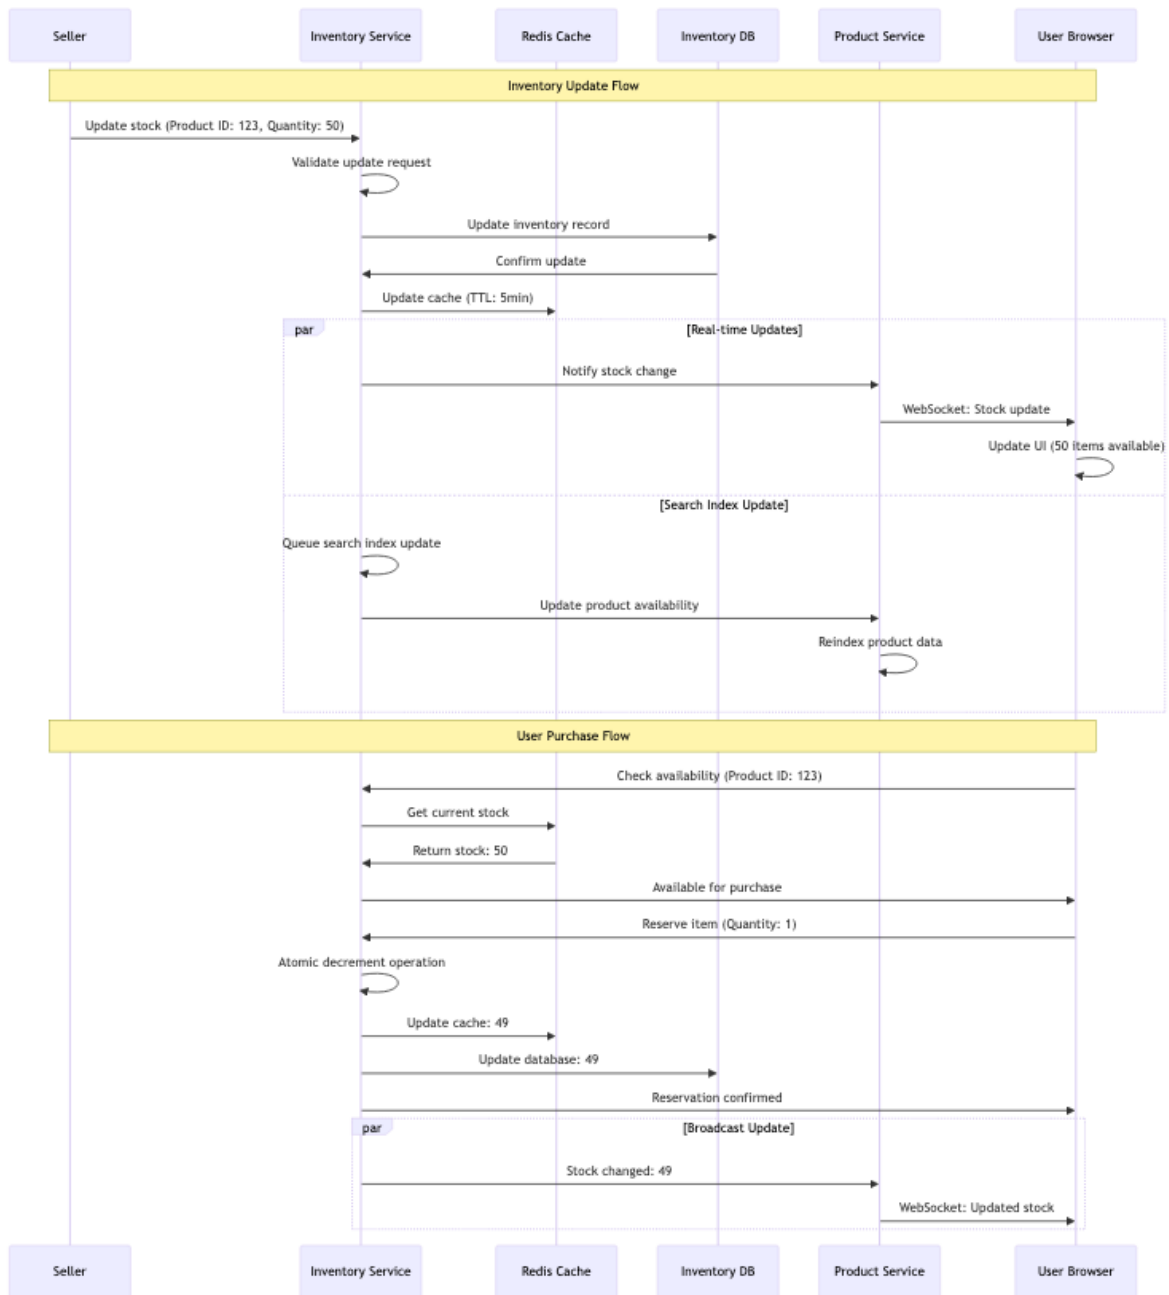 Seller
Inventory Service
Redis Cache
Inventory DB
Product Service
User Browser
Inventory Update Flow
Update stock (Product ID: 123, Quantity: 50)
Validate update request
Update inventory record
Confirm update
Update cache (TTL: 5min)
par
[Real-time Updates]
Notify stock change
WebSocket: Stock update
Update UI (50 items available)
[Search Index Update]
Queue search index update
Update product availability
Reindex product data
User Purchase Flow
Check availability (Product ID: 123)
Get current stock
Return stock: 50
Available for purchase
Reserve item (Quantity: 1)
Atomic decrement operation
Update cache: 49
Update database: 49
Reservation confirmed
par
[Broadcast Update]
Stock changed: 49
WebSocket: Updated stock
Seller
Inventory Service
Redis Cache
Inventory DB
Product Service
User Browser